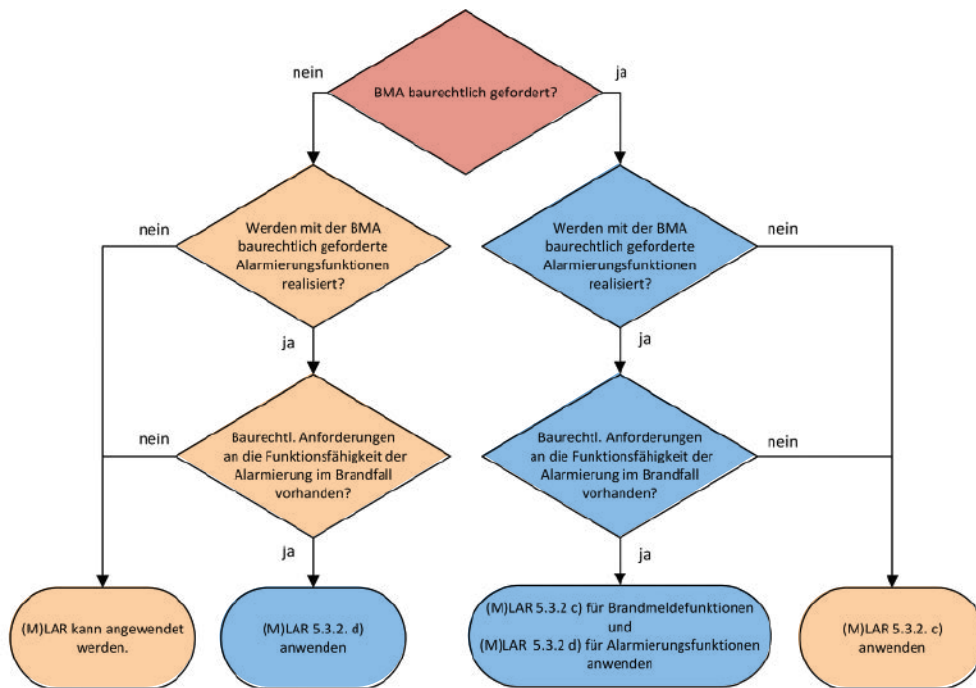 nein
ja
BMA baurechtlich gefordert?
nein
Werden mit der BMA
baurechtlich geforderte
Alarmierungsfunktionen
realisiert?
Werden mit der BMA
baurechtlich geforderte
Alarmierungsfunktionen
realisiert?
nein
ja
ja
nein
Baurechtl. Anforderungen
an die Funktionsfähigkeit der
Alarmierung im Brandfall
vorhanden?
Baurechtl. Anforderungen
an die Funktionsfähigkeit der
Alarmierung im Brandfall
vorhanden?
nein
ja
ja
(M)LAR kann angewendet
werden.
(M)LAR 5.3.2. d)
anwenden
(M)LAR 5.3.2 c) für Brandmeldefunktionen
und
(M)LAR 5.3.2 d) für Alarmierungsfunktionen
anwenden
(M)LAR 5.3.2. c)
anwenden